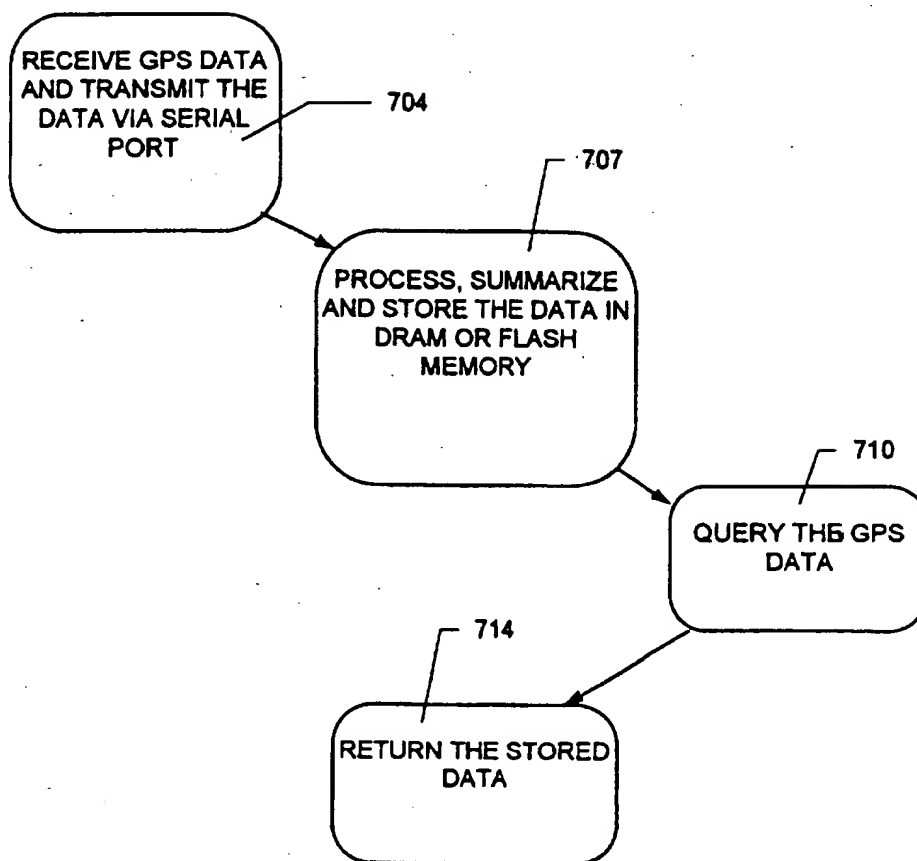 RECEIVE GPS DATA
AND TRANSMIT THE
DATA VIA SERIAL
PORT
704
707
PROCESS, SUMMARIZE
AND STORE THE DATA IN
DRAM OR FLASH
MEMORY
710
QUERY THE GPS
DATA
714
RETURN THE STORED
DATA